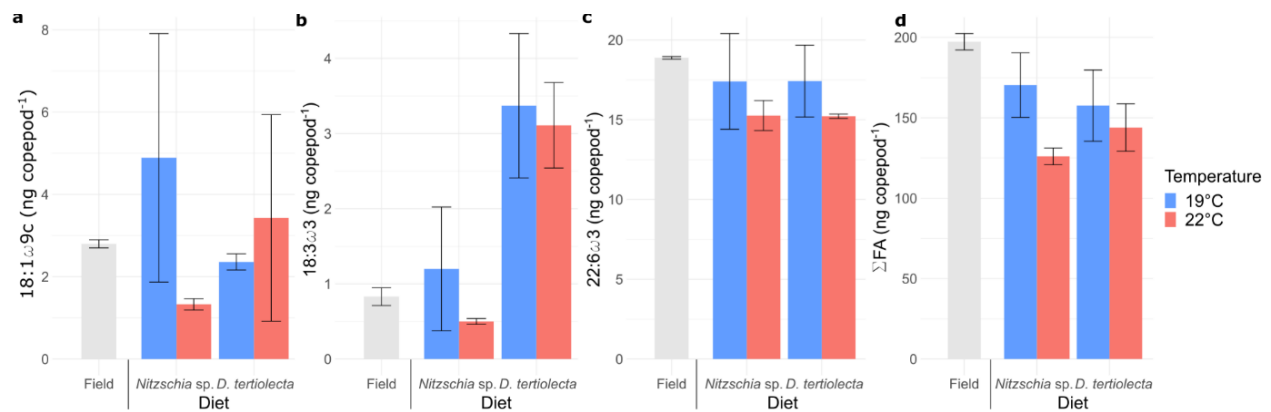 a
18:1ω9c (ng copepod⁻¹)
8
6
4
2
0
Field
Nitzschia sp. D. tertiolecta
Diet
b
18:3ω3 (ng copepod⁻¹)
4
3
2
1
0
Field
Nitzschia sp. D. tertiolecta
Diet
c
22:6ω3 (ng copepod⁻¹)
20
15
10
5
0
Field
Nitzschia sp. D. tertiolecta
Diet
d
ΣFA (ng copepod⁻¹)
200
150
100
50
0
Field
Nitzschia sp. D. tertiolecta
Diet
Temperature
19°C
22°C